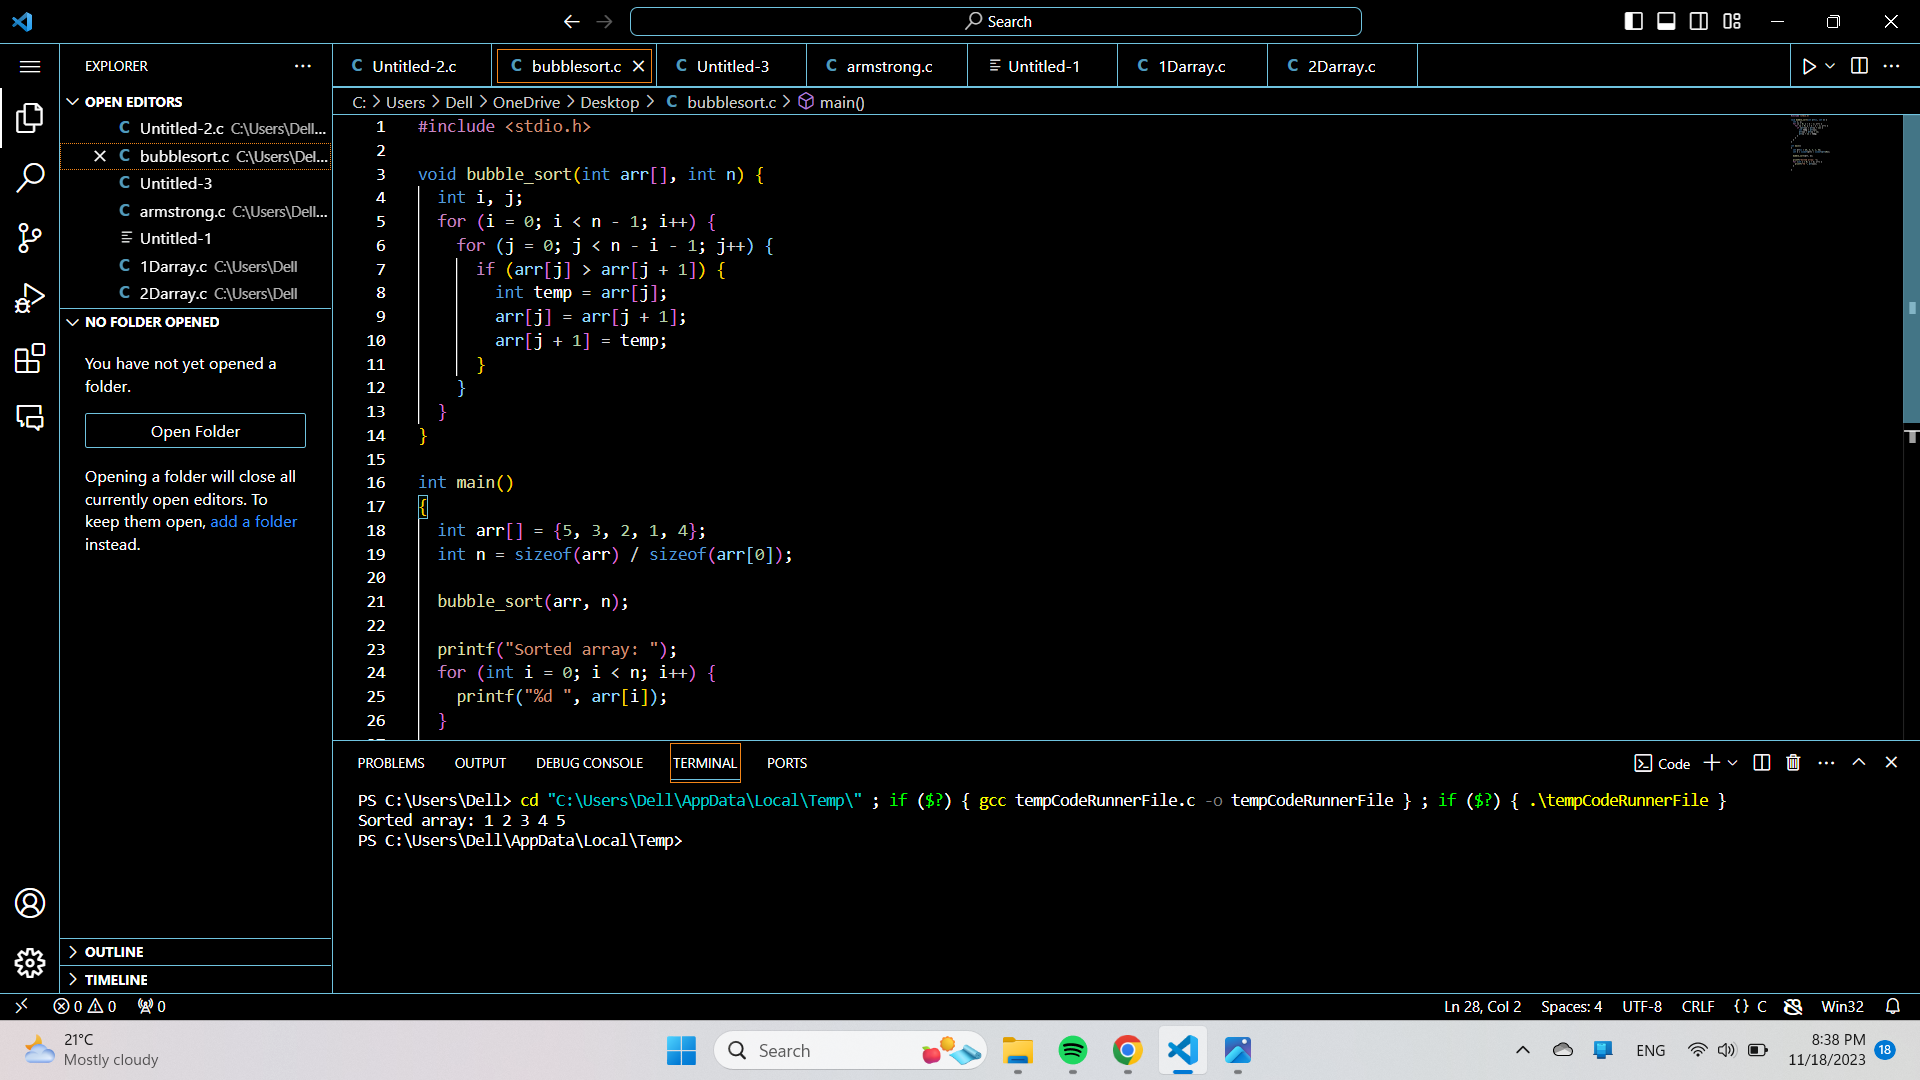 Search
EXPLORER
OPEN EDITORS
Untitled-2.c C:\Users\Dell...
bubblesort.c C:\Users\Del...
Untitled-3
armstrong.c C:\Users\Dell...
Untitled-1
1Darray.c C:\Users\Dell
2Darray.c C:\Users\Dell
NO FOLDER OPENED
You have not yet opened a
folder.
Open Folder
Opening a folder will close all
currently open editors. To
keep them open, add a folder
instead.
OUTLINE
TIMELINE
Untitled-2.c bubblesort.c Untitled-3 armstrong.c Untitled-1 1Darray.c 2Darray.c
C: > Users > Dell > OneDrive > Desktop > C bubblesort.c > main()
1 #include <stdio.h>
2
3 void bubble_sort(int arr[], int n) {
4 int i, j;
5 for (i = 0; i < n - 1; i++) {
6 for (j = 0; j < n - i - 1; j++) {
7 if (arr[j] > arr[j + 1]) {
8 int temp = arr[j];
9 arr[j] = arr[j + 1];
10 arr[j + 1] = temp;
11 }
12 }
13 }
14 }
15
16 int main()
17 {
18 int arr[] = {5, 3, 2, 1, 4};
19 int n = sizeof(arr) / sizeof(arr[0]);
20
21 bubble_sort(arr, n);
22
23 printf("Sorted array: ");
24 for (int i = 0; i < n; i++) {
25 printf("%d ", arr[i]);
26 }
PROBLEMS OUTPUT DEBUG CONSOLE TERMINAL PORTS Code
PS C:\Users\Dell> cd "C:\Users\Dell\AppData\Local\Temp\" ; if ($?) { gcc tempCodeRunnerFile.c -o tempCodeRunnerFile } ; if ($?) { .\tempCodeRunnerFile }
Sorted array: 1 2 3 4 5
PS C:\Users\Dell\AppData\Local\Temp>
0 0 0 Ln 28, Col 2 Spaces: 4 UTF-8 CRLF {} C Win32
21°C
Mostly cloudy
Search
ENG
8:38 PM
11/18/2023
18